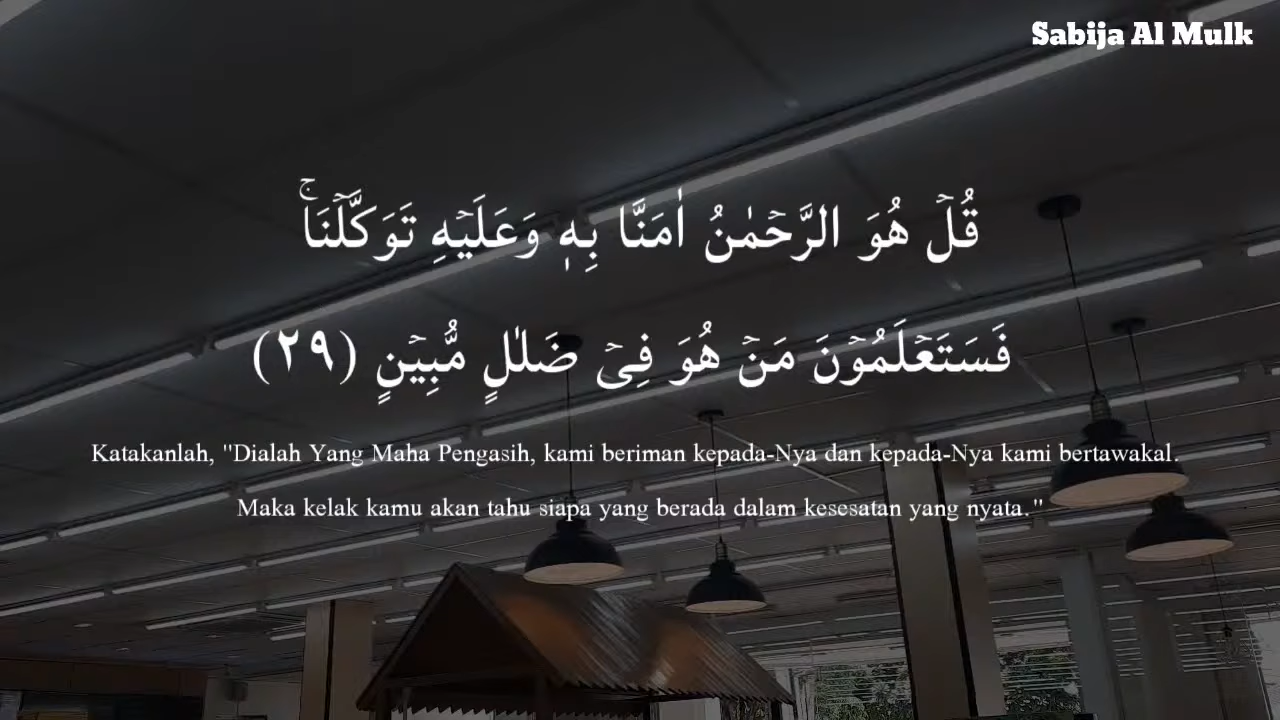 Sabija Al Mulk
قُلْ هُوَ الرَّحْمٰنُ اٰمَنَّا بِهٖ وَعَلَيْهِ تَوَكَّلْنَاۚ
فَسَتَعْلَمُوْنَ مَنْ هُوَ فِيْ ضَلٰلٍ مُّبِيْنٍ (٢٩)
Katakanlah, "Dialah Yang Maha Pengasih, kami beriman kepada-Nya dan kepada-Nya kami bertawakal.
Maka kelak kamu akan tahu siapa yang berada dalam kesesatan yang nyata."